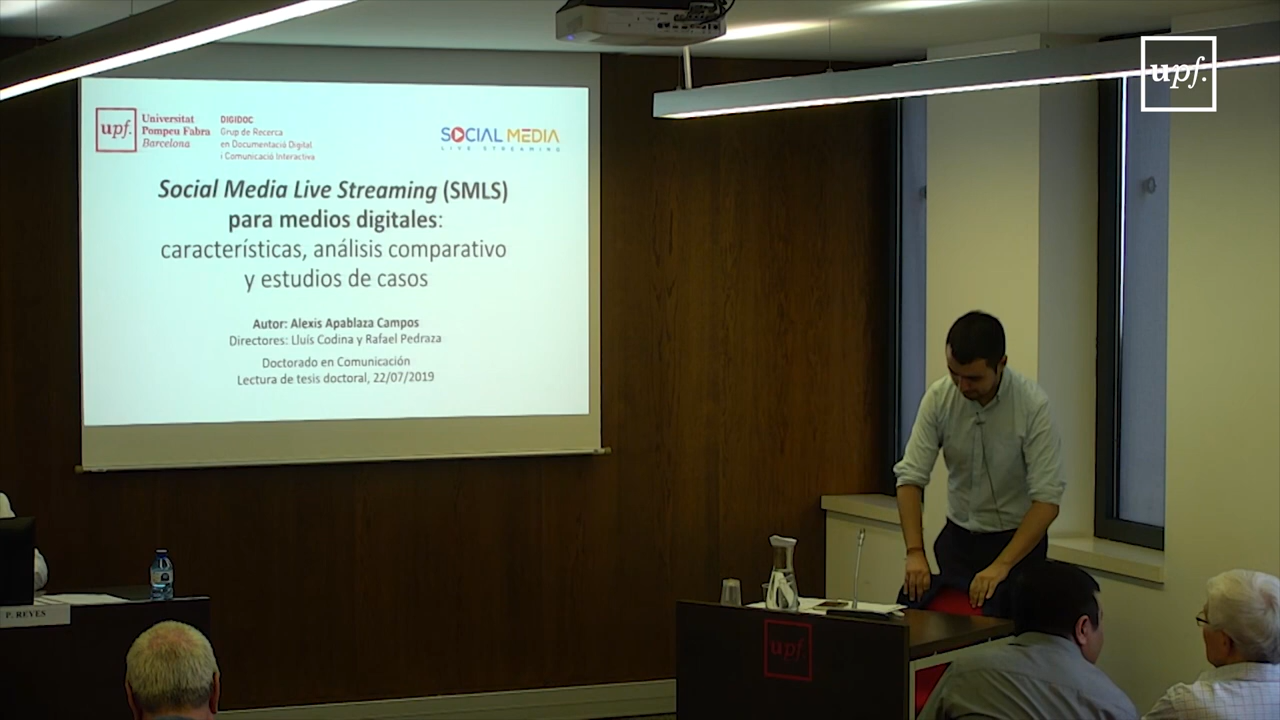 upf.
upf.
Universitat
Pompeu Fabra
Barcelona
DIGIDOC
Grup de Recerca
en Documentació Digital
i Comunicació Interactiva
SOCIAL MEDIA
LIVE STREAMING
Social Media Live Streaming (SMLS)
para medios digitales:
características, análisis comparativo
y estudios de casos
Autor: Alexis Apablaza Campos
Directores: Lluís Codina y Rafael Pedraza
Doctorado en Comunicación
Lectura de tesis doctoral, 22/07/2019
P. REYES
upf.